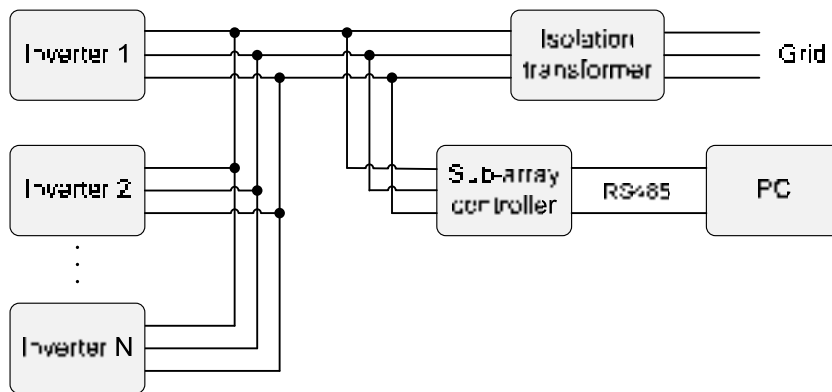 Inverter 1
Isolation
transformer
Grid
Inverter 2
Sub-array
controller
RS485
PC
Inverter N